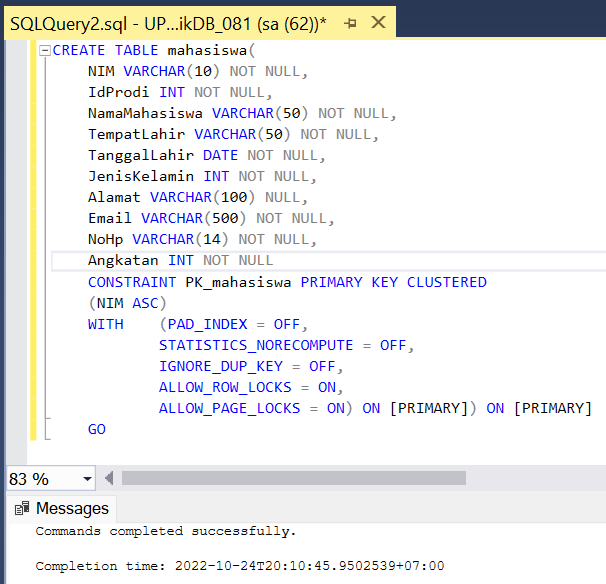 SQLQuery2.sql - UP...ikDB_081 (sa (62))*
CREATE TABLE mahasiswa(
NIM VARCHAR(10) NOT NULL,
IdProdi INT NOT NULL,
NamaMahasiswa VARCHAR(50) NOT NULL,
TempatLahir VARCHAR(50) NOT NULL,
TanggalLahir DATE NOT NULL,
JenisKelamin INT NOT NULL,
Alamat VARCHAR(100) NULL,
Email VARCHAR(500) NOT NULL,
NoHp VARCHAR(14) NOT NULL,
Angkatan INT NOT NULL
CONSTRAINT PK_mahasiswa PRIMARY KEY CLUSTERED
(NIM ASC)
WITH (PAD_INDEX = OFF,
STATISTICS_NORECOMPUTE = OFF,
IGNORE_DUP_KEY = OFF,
ALLOW_ROW_LOCKS = ON,
ALLOW_PAGE_LOCKS = ON) ON [PRIMARY]) ON [PRIMARY]
GO
83 %
Messages
Commands completed successfully.
Completion time: 2022-10-24T20:10:45.9502539+07:00